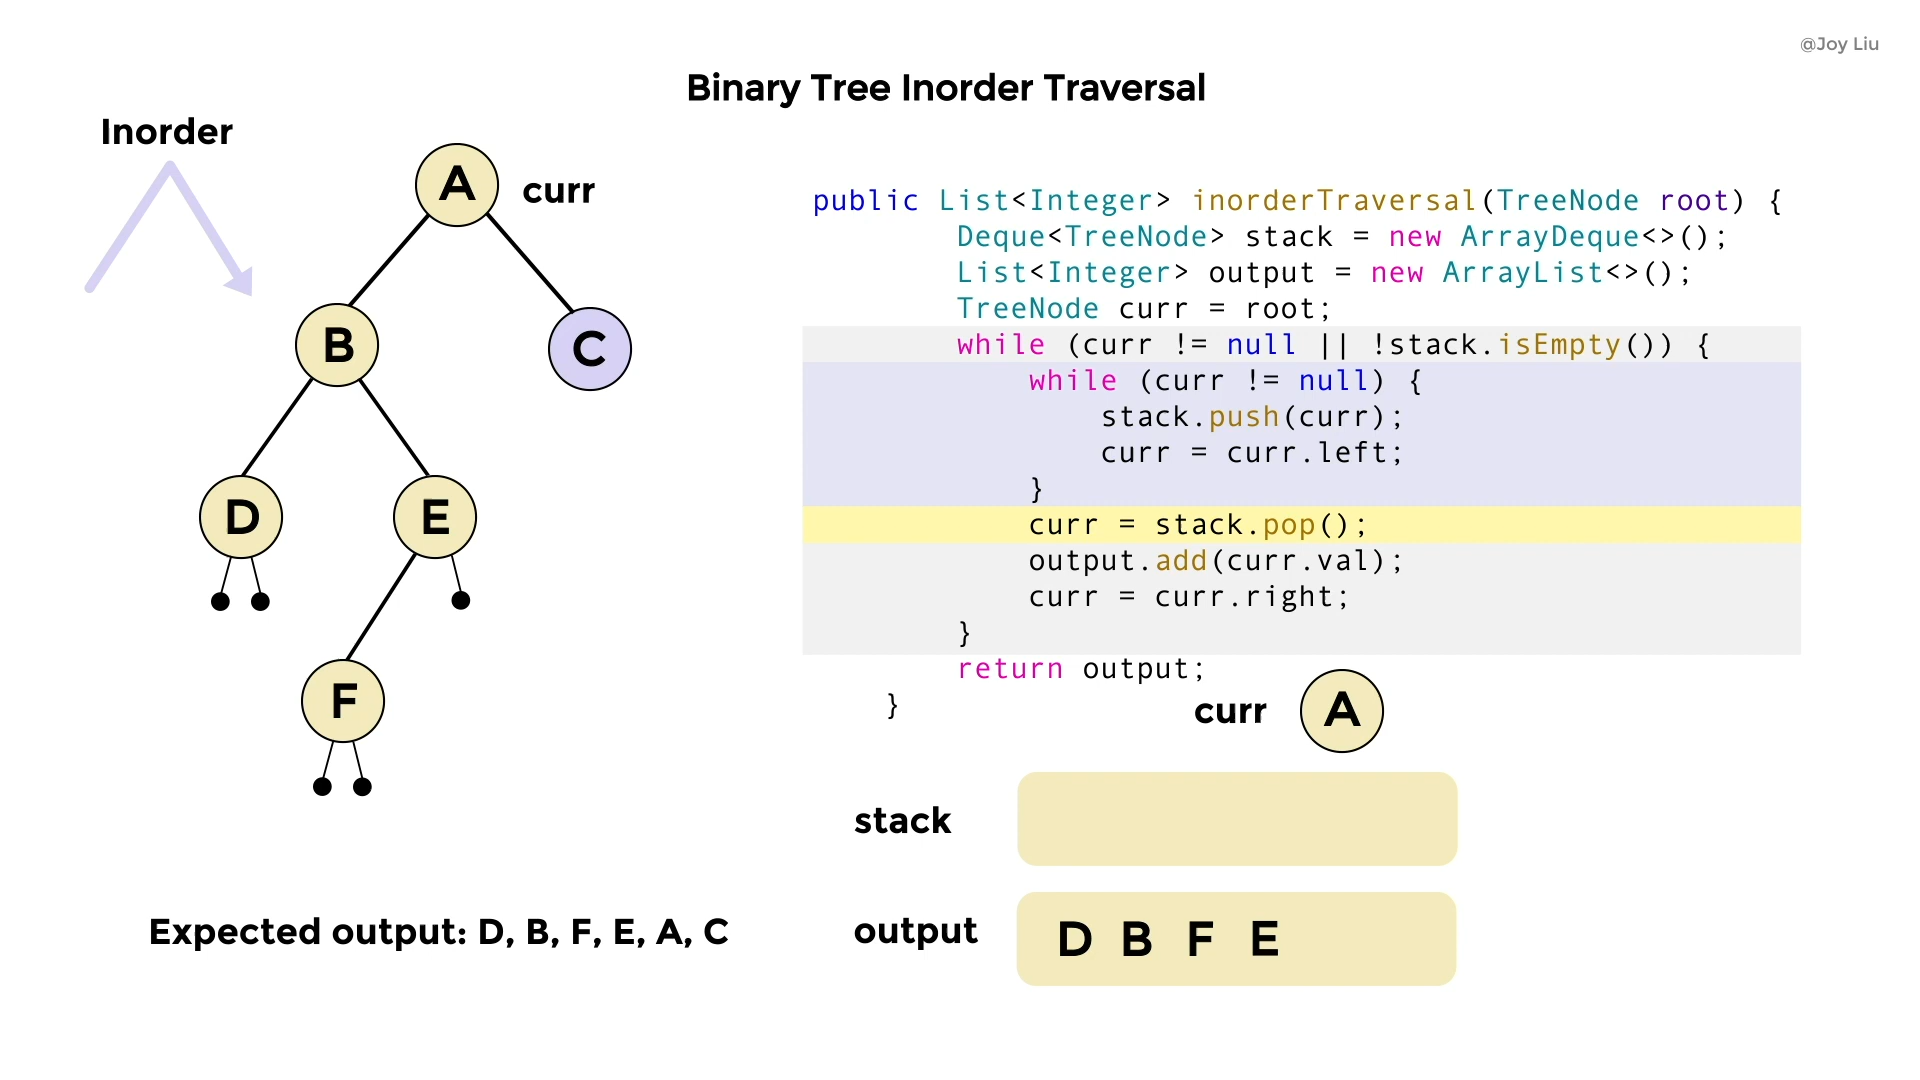 @Joy Liu
Binary Tree Inorder Traversal
Inorder
A
curr
B
C
D
E
F
Expected output: D, B, F, E, A, C
public List<Integer> inorderTraversal(TreeNode root) {
Deque<TreeNode> stack = new ArrayDeque<>();
List<Integer> output = new ArrayList<>();
TreeNode curr = root;
while (curr != null || !stack.isEmpty()) {
while (curr != null) {
stack.push(curr);
curr = curr.left;
}
curr = stack.pop();
output.add(curr.val);
curr = curr.right;
}
return output;
}
curr A
stack
output D B F E